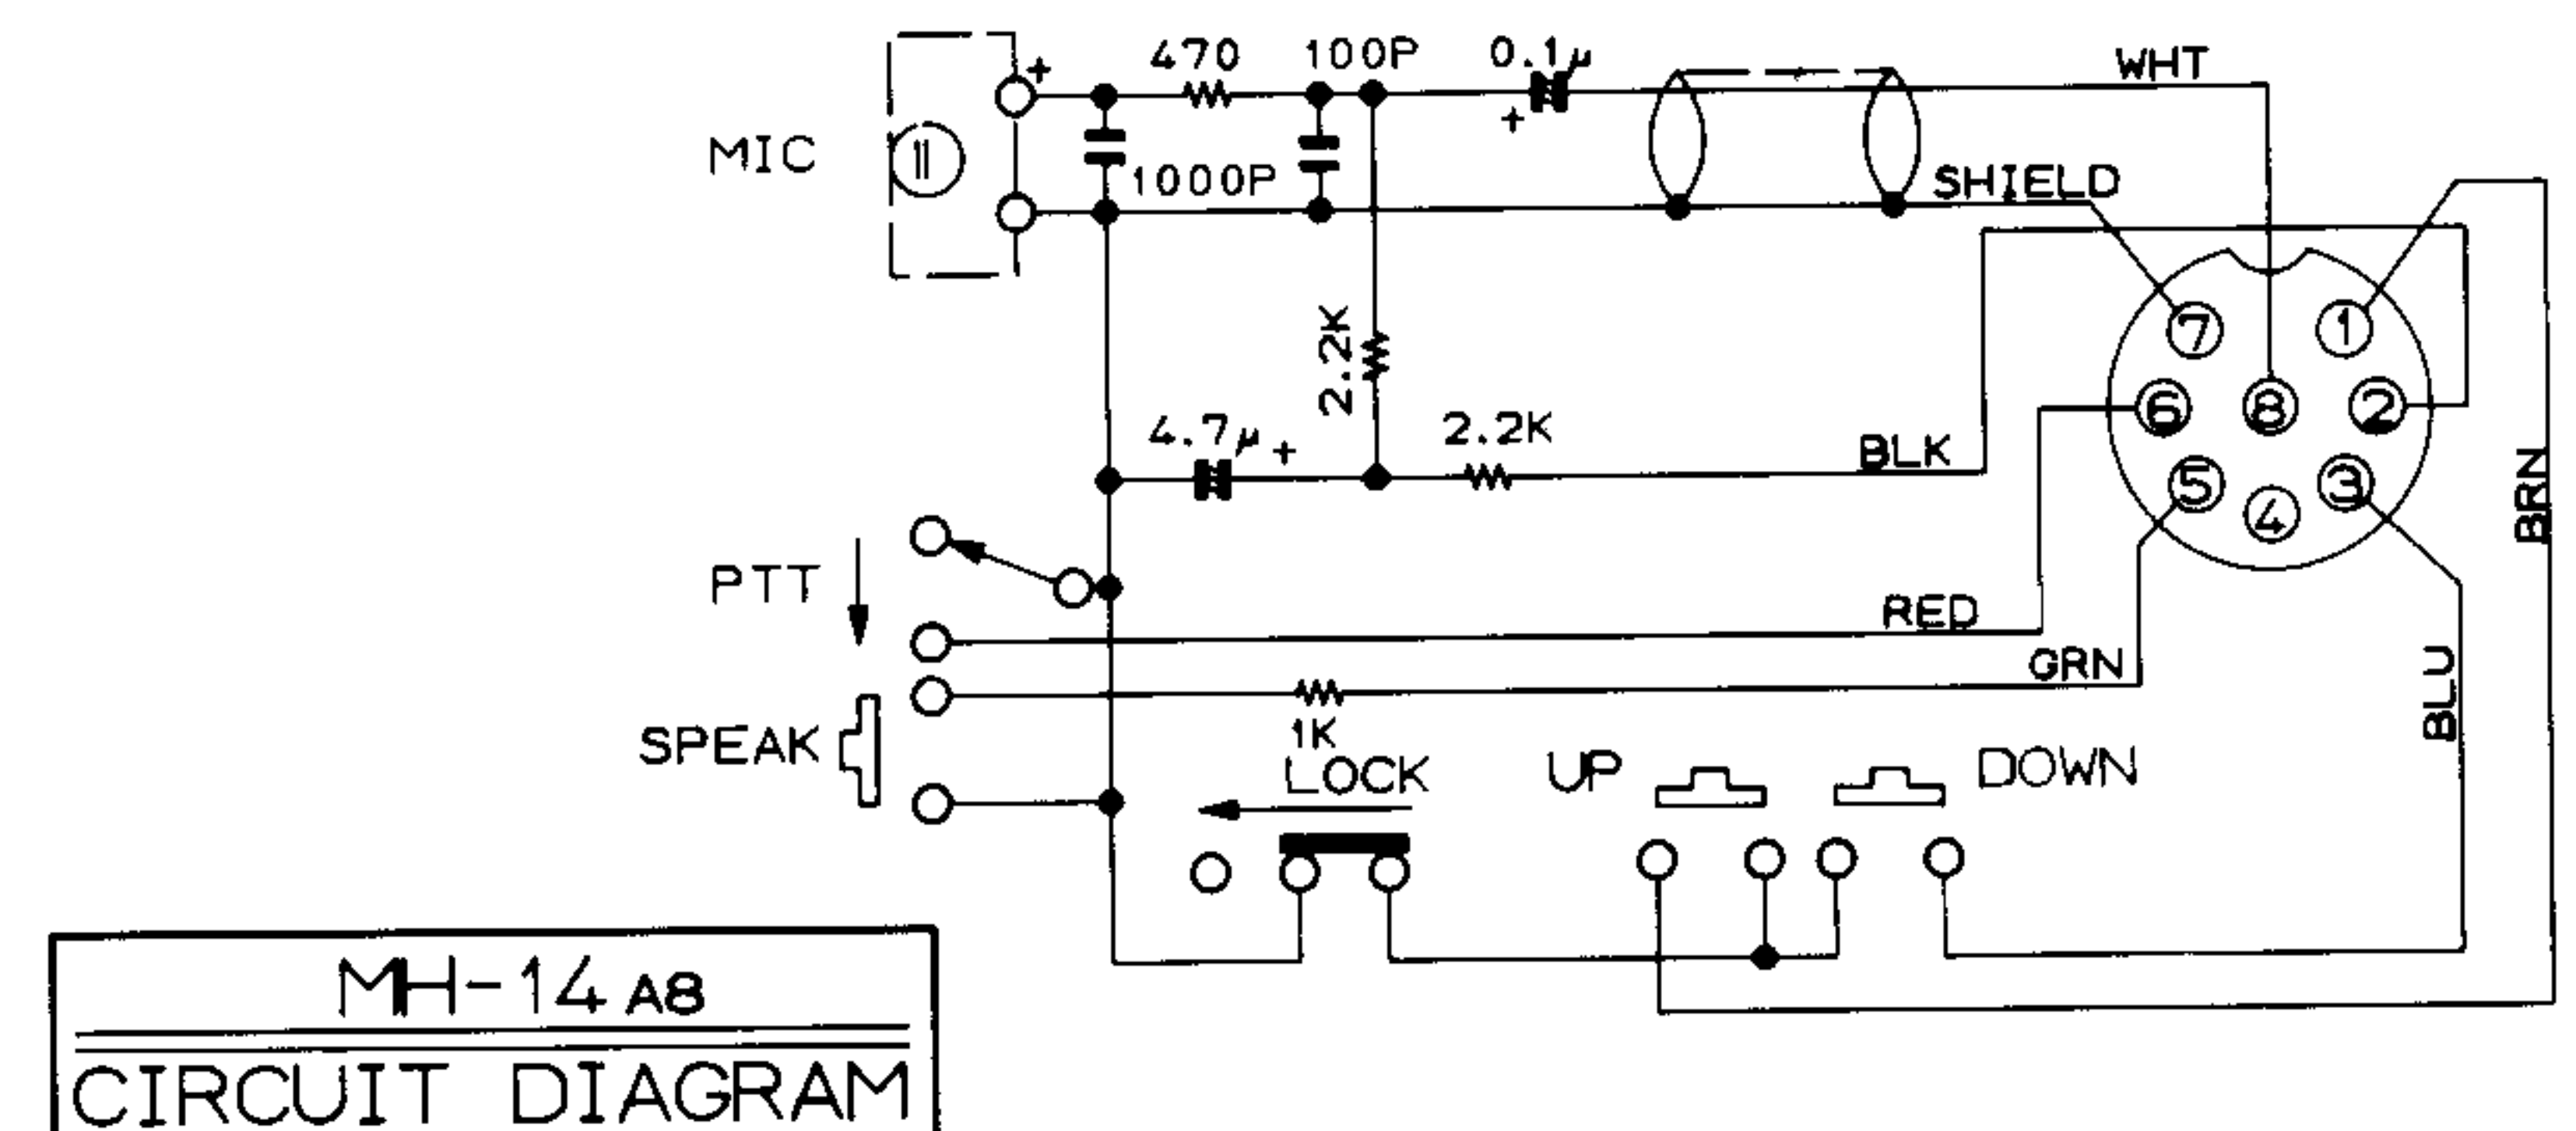 470
100P
0.1μ
WHT
+
+
MIC
1000P
SHIELD
7
1
2.2K
6
8
2
4.7μ
+
2.2K
BLK
5
3
4
BRN
PTT
RED
GRN
BLU
SPEAK
1K
LOCK
UP
DOWN
MH-14 A8
CIRCUIT DIAGRAM